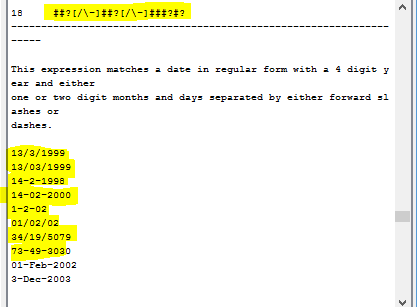 18    ##?[/\-]##?[/\-]###?#?
---------------------------------------------------------------
-----
This expression matches a date in regular form with a 4 digit y
ear and either
one or two digit months and days separated by either forward sl
ashes or
dashes.
13/3/1999
13/03/1999
14-2-1998
14-02-2000
1-2-02
01/02/02
34/19/5079
73-49-3030
01-Feb-2002
3-Dec-2003